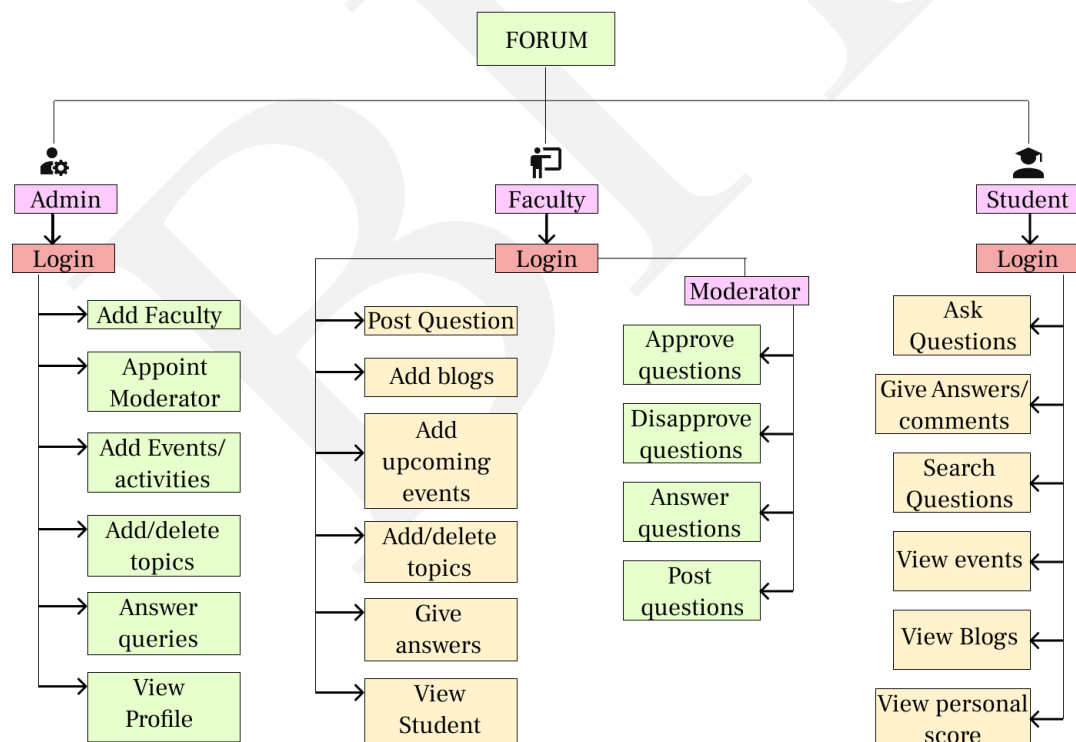 FORUM
Admin
Login
Add Faculty
Appoint
Moderator
Add Events/
activities
Add/delete
topics
Answer
queries
View
Profile
Faculty
Login
Post Question
Add blogs
Add
upcoming
events
Add/delete
topics
Give
answers
View
Student
Moderator
Approve
questions
Disapprove
questions
Answer
questions
Post
questions
Student
Login
Ask
Questions
Give Answers/
comments
Search
Questions
View events
View Blogs
View personal
score